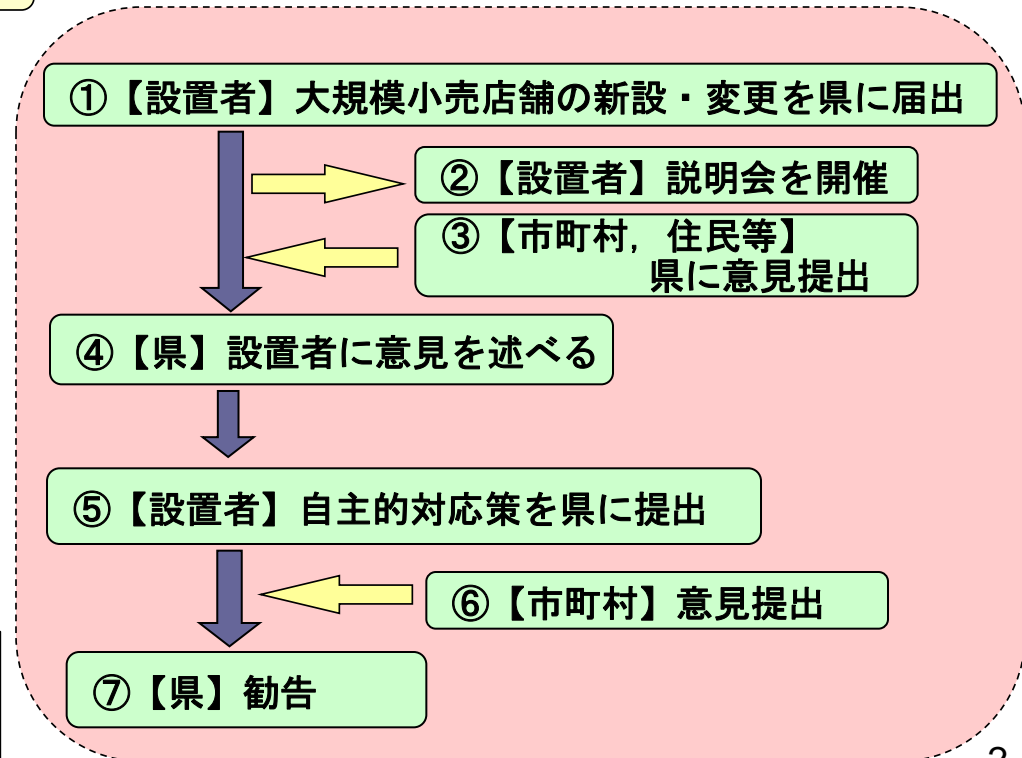 ①【設置者】大規模小売店舗の新設・変更を県に届出
②【設置者】説明会を開催
③【市町村，住民等】
県に意見提出
④【県】設置者に意見を述べる
⑤【設置者】自主的対応策を県に提出
⑥【市町村】意見提出
⑦【県】勧告